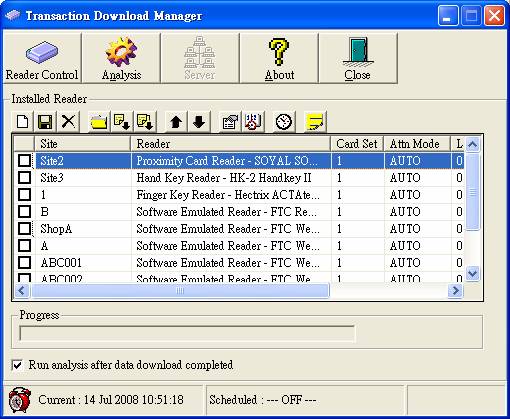 Transaction Download Manager
Reader Control Analysis Server About Close
Installed Reader
Site Reader Card Set Attn Mode L
Site2 Proximity Card Reader - SOYAL SO... 1 AUTO 0
Site3 Hand Key Reader - HK-2 Handkey II 1 AUTO 0
1 Finger Key Reader - Hectrix ACTAte... 1 AUTO 0
B Software Emulated Reader - FTC Re... 1 AUTO 0
ShopA Software Emulated Reader - FTC We... 1 AUTO 0
A Software Emulated Reader - FTC We... 1 AUTO 0
ABC001 Software Emulated Reader - FTC We... 1 AUTO 0
ABC002 Software Emulated Reader - FTC We... 1 AUTO 0
Progress
Run analysis after data download completed
Current : 14 Jul 2008 10:51:18 Scheduled : --- OFF ---